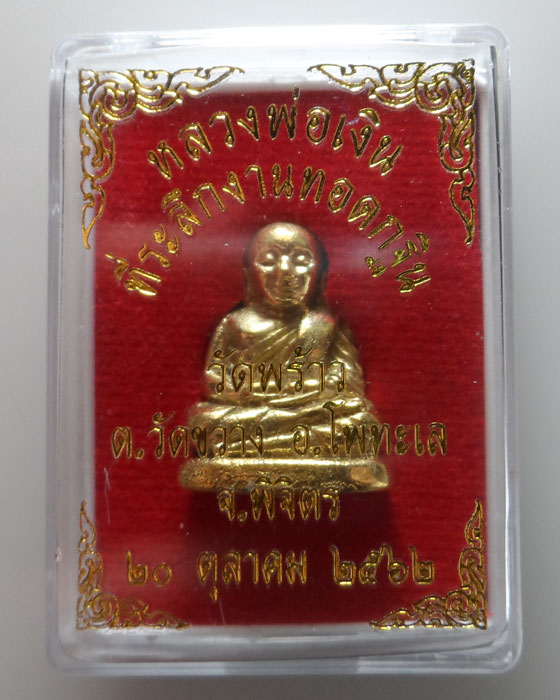 หลวงพ่อเงิน
ที่ระลึกงานทอดกฐิน
วัดพร้าว
ต.วัดขวาง อ.โพทะเล
จ.พิจิตร
๒๐ ตุลาคม ๒๕๖๒